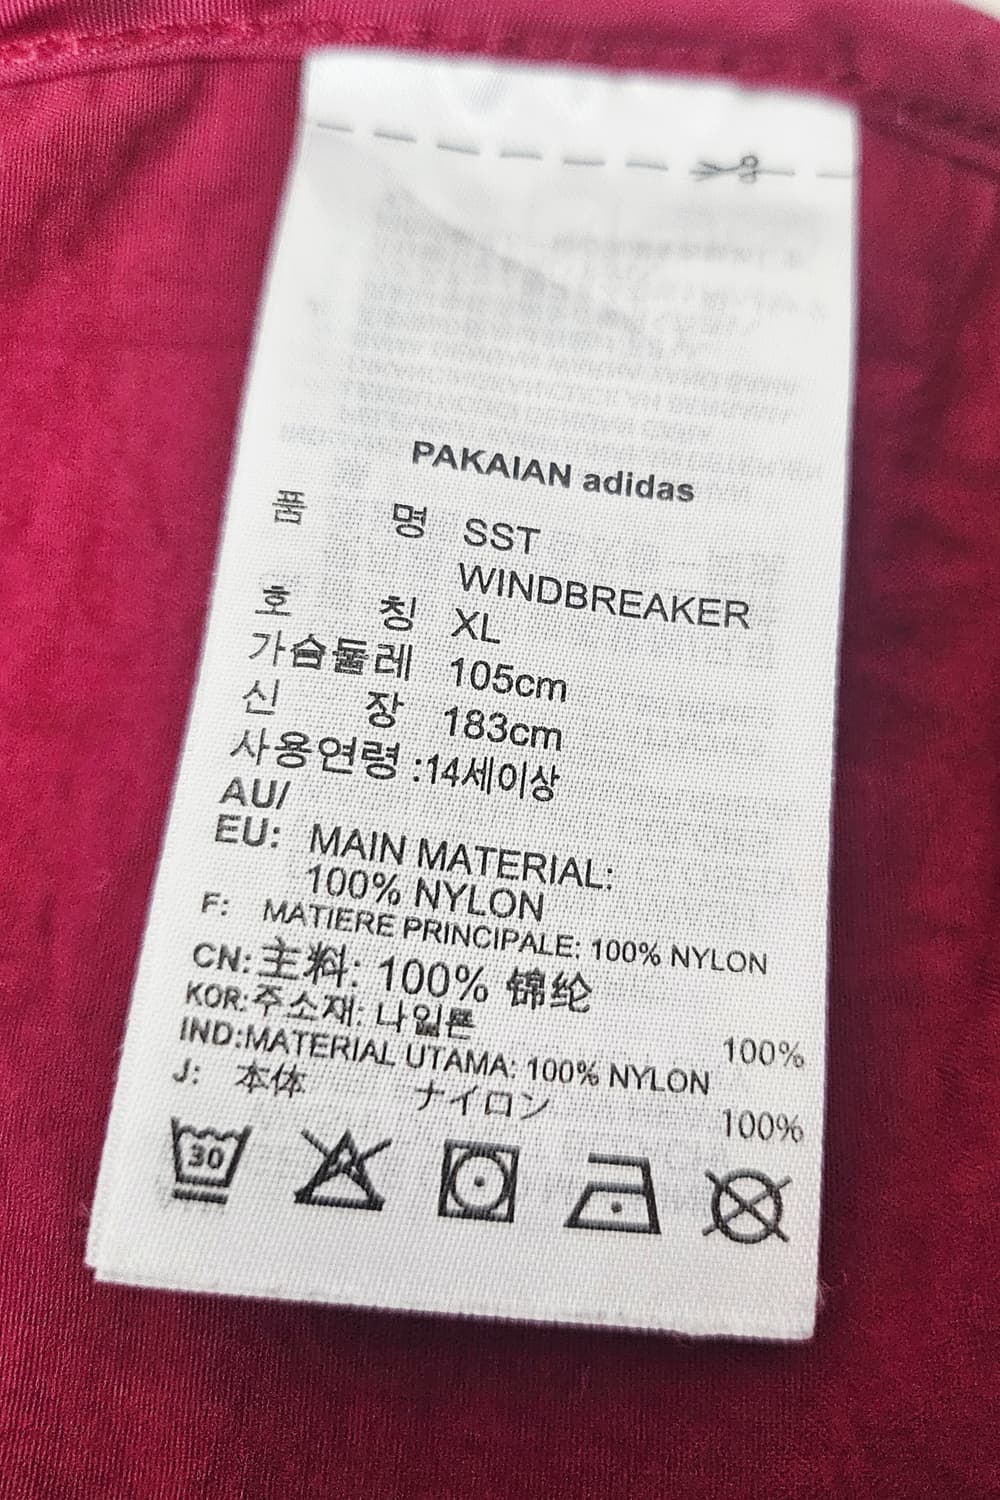 PAKAIAN adidas
품 명 SST
WINDBREAKER
호 칭 XL
가슴둘레 105cm
신 장 183cm
사용연령 :14세이상
AU/
EU: MAIN MATERIAL:
100% NYLON
F: MATIERE PRINCIPALE: 100% NYLON
CN:主料: 100% 锦纶
KOR:주소재: 나일론 100%
IND:MATERIAL UTAMA: 100% NYLON
J: 本体 ナイロン 100%
30